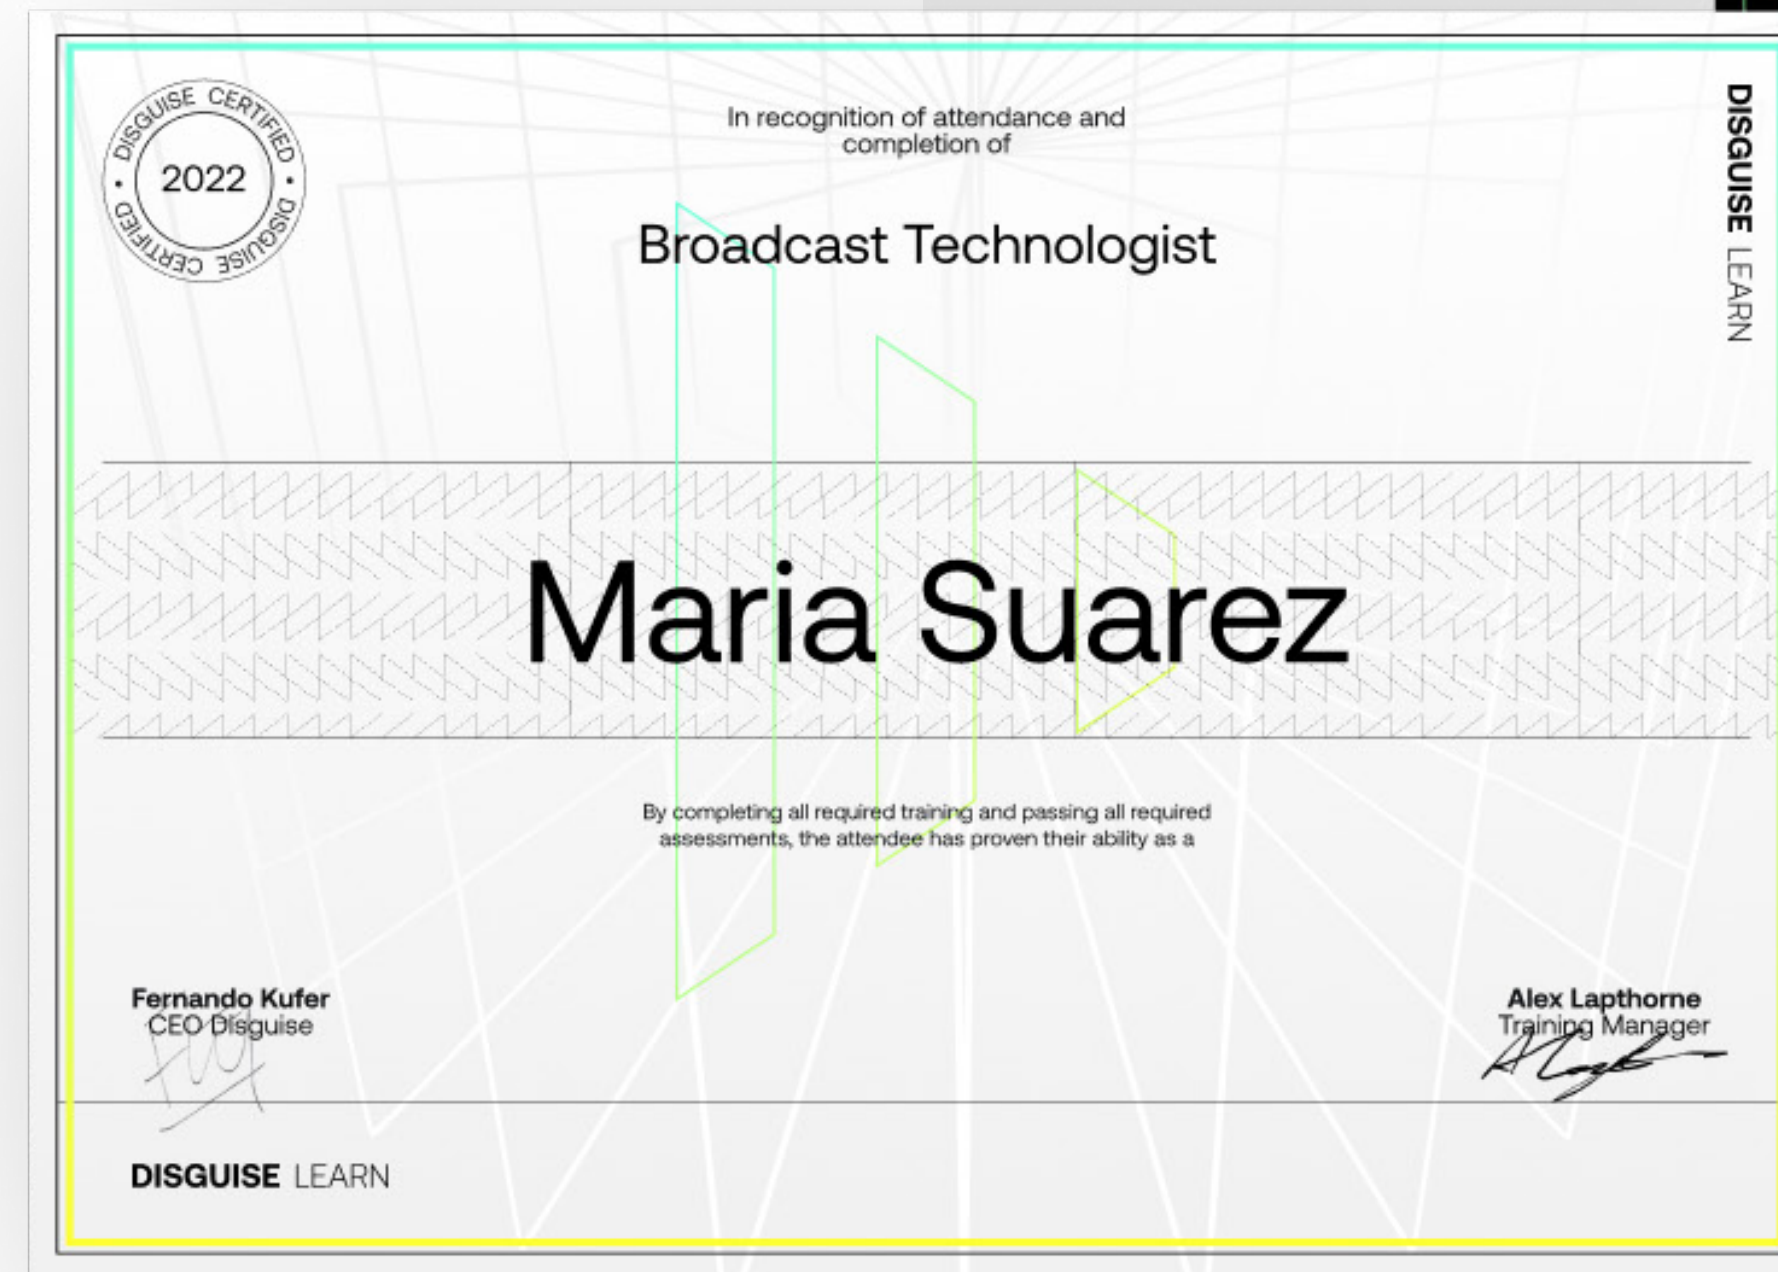 DISGUISE CERTIFIED • DISGUISE CERTIFIED •
2022
In recognition of attendance and
completion of
Broadcast Technologist
DISGUISE LEARN
Maria Suarez
By completing all required training and passing all required
assessments, the attendee has proven their ability as a
Fernando Kufer
CEO Disguise
Alex Lapthorne
Training Manager
DISGUISE LEARN